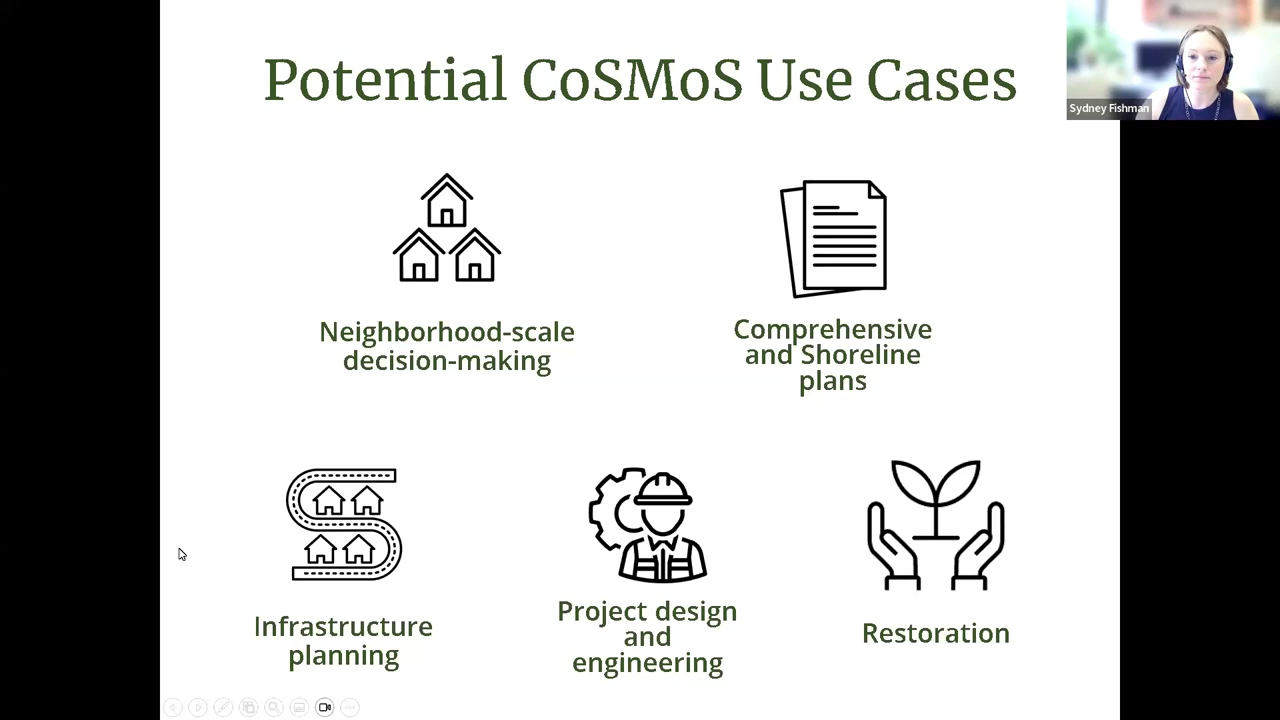 Potential CoSMoS Use Cases
Sydney Fishman
Neighborhood-scale
decision-making
Comprehensive
and Shoreline
plans
Infrastructure
planning
Project design
and
engineering
Restoration